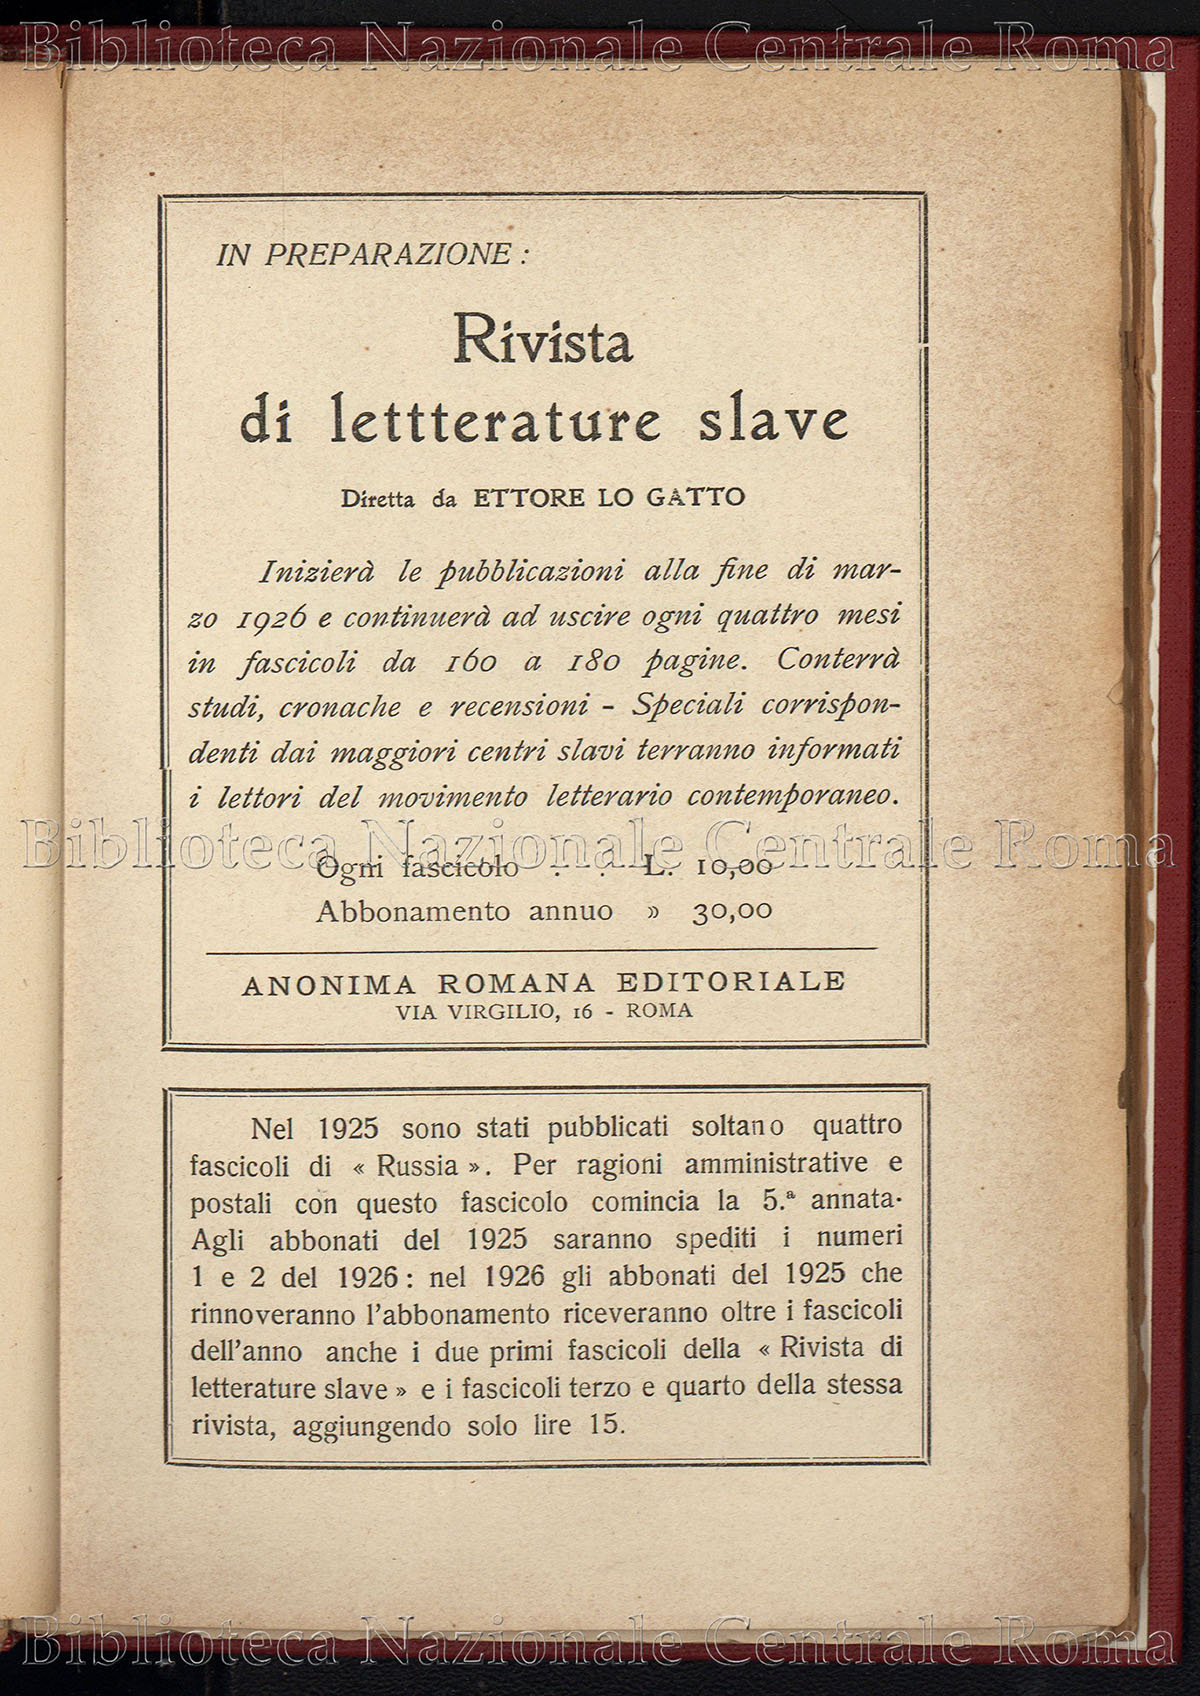 Biblioteca Nazionale Centrale Roma
IN PREPARAZIONE :
Rivista
di lettterature slave
Diretta da ETTORE LO GATTO
Inizierà le pubblicazioni alla fine di mar-
zo 1926 e continuerà ad uscire ogni quattro mesi
in fascicoli da 160 a 180 pagine. Conterrà
studi, cronache e recensioni - Speciali corrispon-
denti dai maggiori centri slavi terranno informati
i lettori del movimento letterario contemporaneo.
Biblioteca Nazionale Centrale Roma
Ogni fascicolo . . L. 10,00
Abbonamento annuo » 30,00
ANONIMA ROMANA EDITORIALE
VIA VIRGILIO, 16 - ROMA
Nel 1925 sono stati pubblicati soltano quattro
fascicoli di « Russia ». Per ragioni amministrative e
postali con questo fascicolo comincia la 5.ª annata·
Agli abbonati del 1925 saranno spediti i numeri
1 e 2 del 1926 : nel 1926 gli abbonati del 1925 che
rinnoveranno l'abbonamento riceveranno oltre i fascicoli
dell'anno anche i due primi fascicoli della « Rivista di
letterature slave » e i fascicoli terzo e quarto della stessa
rivista, aggiungendo solo lire 15.
Biblioteca Nazionale Centrale Roma